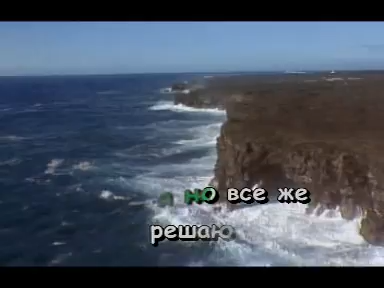 но все же
решаю